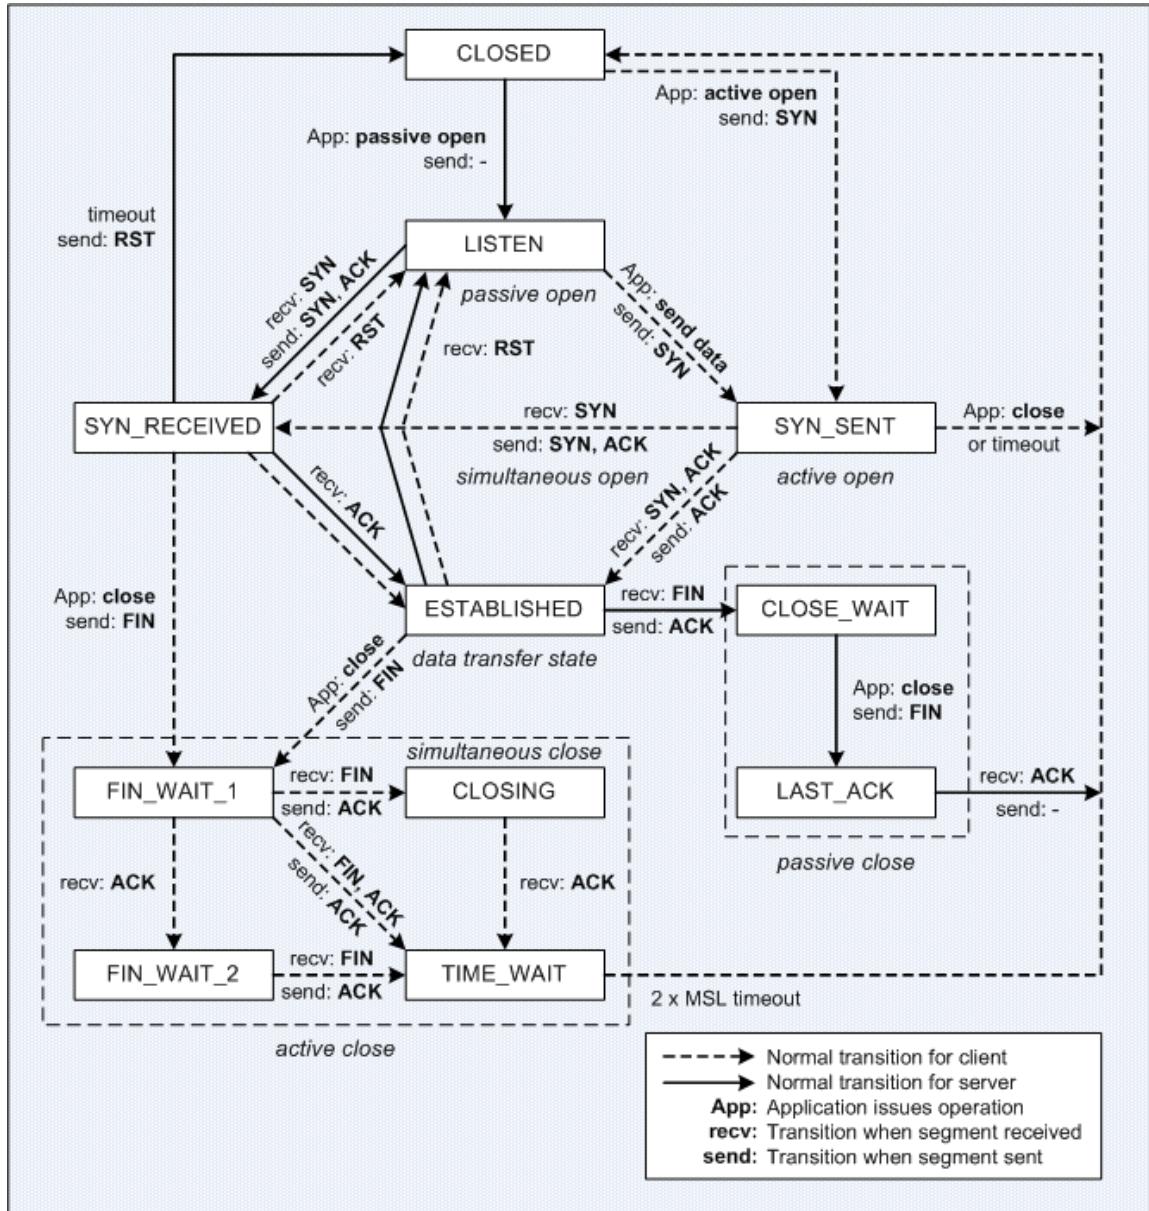 CLOSED
App: active open
send: SYN
App: passive open
send: -
timeout
send: RST
LISTEN
passive open
recv: SYN
send: SYN, ACK
recv: RST
recv: RST
App: send data
send: SYN
SYN_RECEIVED
recv: SYN
send: SYN, ACK
simultaneous open
SYN_SENT
active open
App: close
or timeout
recv: ACK
recv: SYN, ACK
send: ACK
ESTABLISHED
data transfer state
recv: FIN
send: ACK
CLOSE_WAIT
App: close
send: FIN
App: close
send: FIN
App: close
send: FIN
simultaneous close
FIN_WAIT_1
recv: FIN
send: ACK
CLOSING
LAST_ACK
recv: ACK
send: -
passive close
recv: ACK
recv: FIN, ACK
send: ACK
recv: ACK
FIN_WAIT_2
recv: FIN
send: ACK
TIME_WAIT
2 x MSL timeout
active close
Normal transition for client
Normal transition for server
App: Application issues operation
recv: Transition when segment received
send: Transition when segment sent